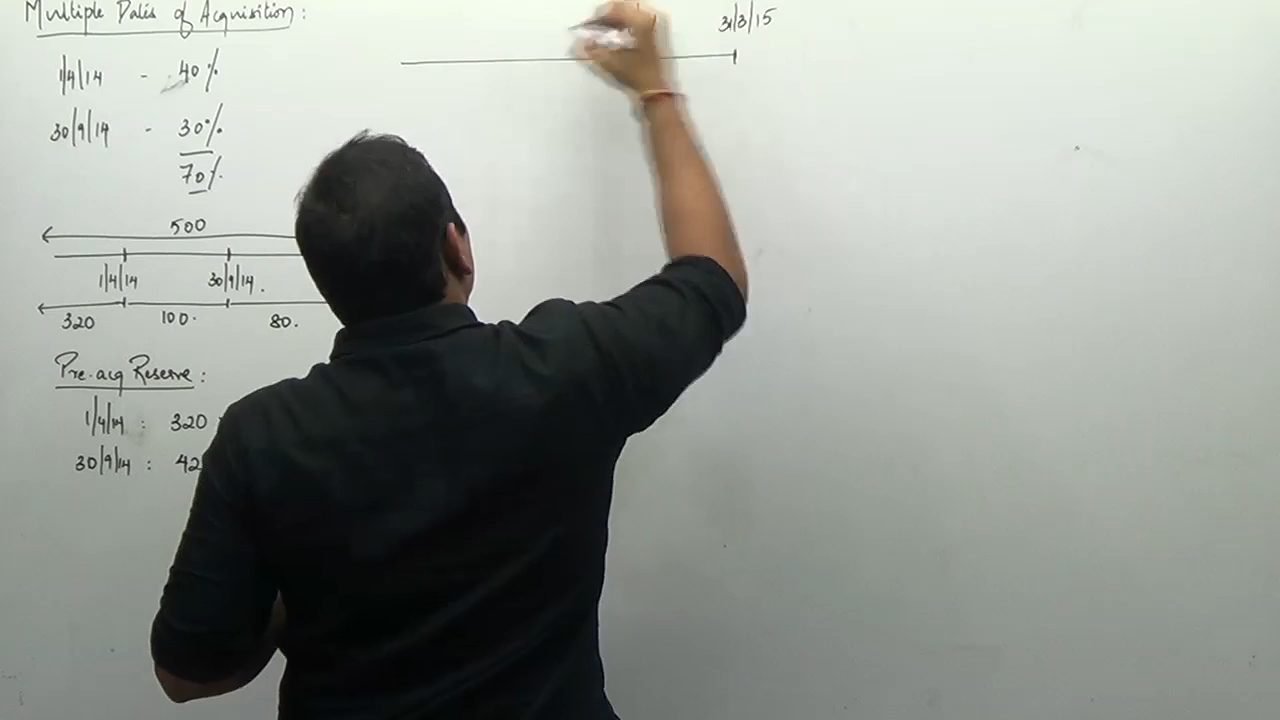 Multiple Dates of Acquisition:
1/4/14 - 40%
30/9/14 - 30%
70%
500
1/4/14 30/9/14.
320 100. 80.
Pre-acq Reserve:
1/4/14 : 320
30/9/14 : 42
31/3/15